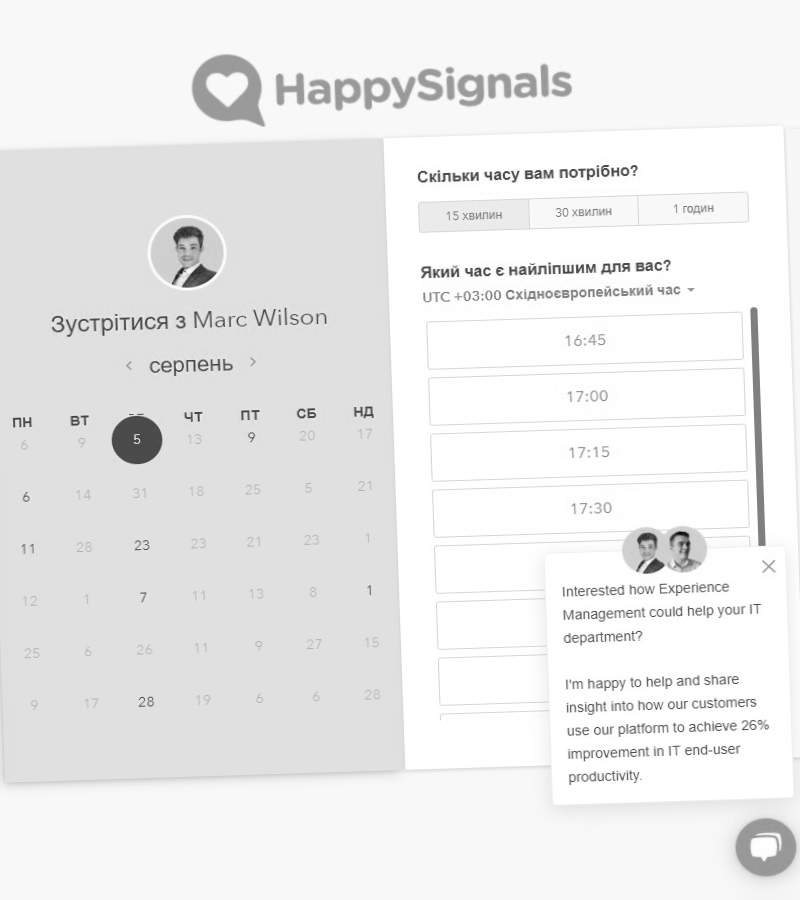 HappySignals
Зустрітися з Marc Wilson
серпень
ПН ВТ ЧТ ПТ СБ НД
6 9 5 13 9 20 17
6 14 31 18 25 5 21
11 28 23 23 21 23 1
12 1 7 11 13 8 1
25 6 26 11 9 27 15
9 17 28 19 6 6 28
Скільки часу вам потрібно?
15 хвилин 30 хвилин 1 годин
Який час є найліпшим для вас?
UTC +03:00 Східноєвропейський час
16:45
17:00
17:15
17:30
Interested how Experience
Management could help your IT
department?
I'm happy to help and share
insight into how our customers
use our platform to achieve 26%
improvement in IT end-user
productivity.